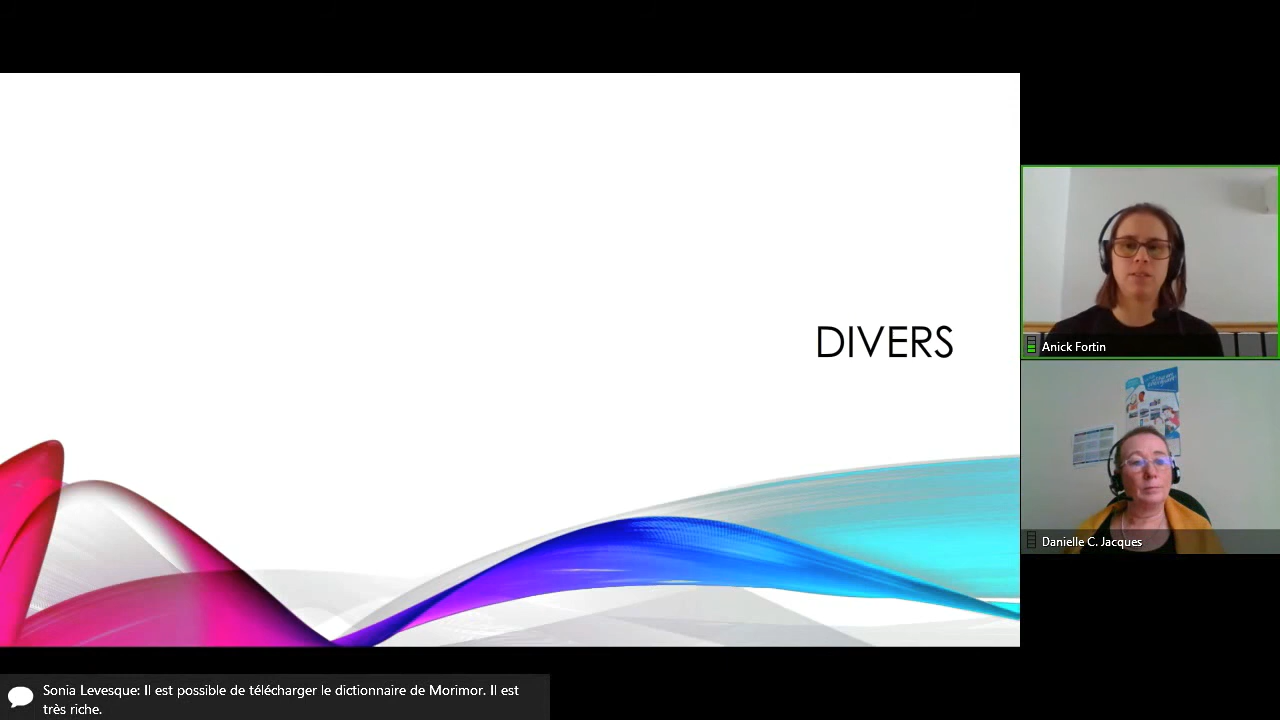 DIVERS
Anick Fortin
Danielle C. Jacques
Sonia Levesque: Il est possible de télécharger le dictionnaire de Morimor. Il est
très riche.